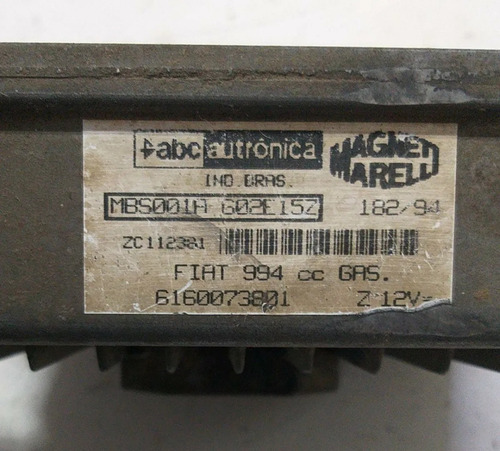 abc autrônica MAGNETI MARELLI
IND.BRAS.
MBS001A G02E15Z 182/94
ZC112381
FIAT 994 cc GAS.
6160073801 Z 12V=